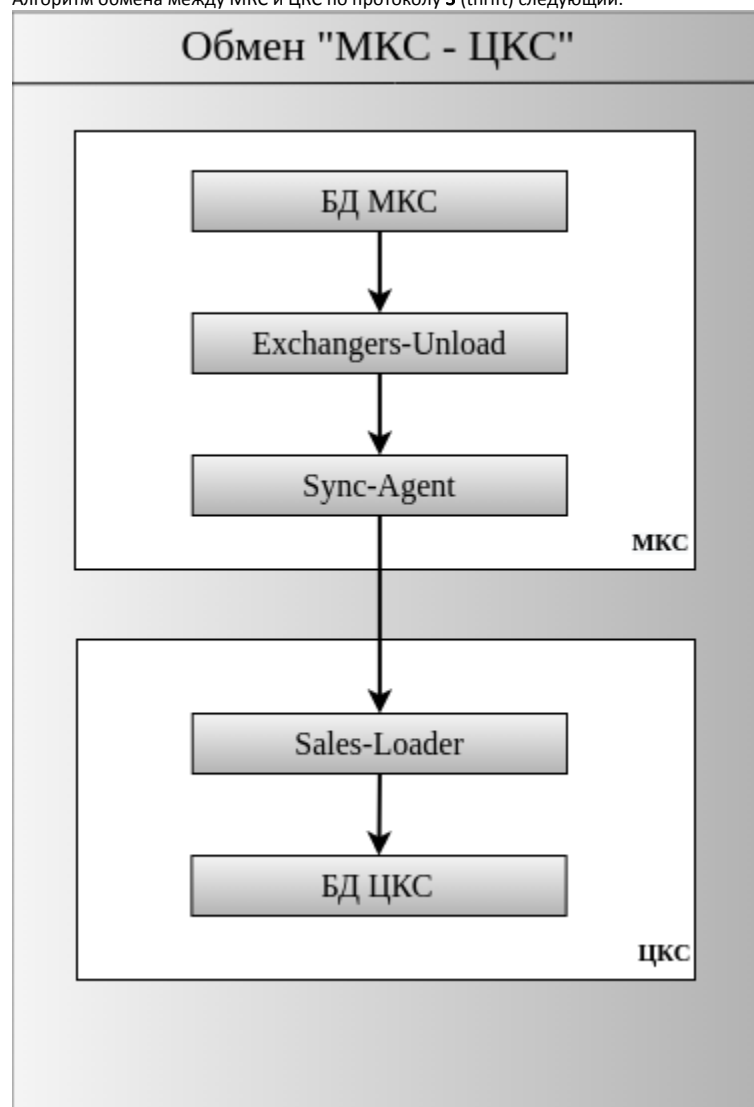 Алгоритм обмена между МКС и ЦКС по протоколу 5 (thrift) следующий:
Обмен "МКС - ЦКС"
БД МКС
Exchangers-Unload
Sync-Agent
МКС
Sales-Loader
БД ЦКС
ЦКС